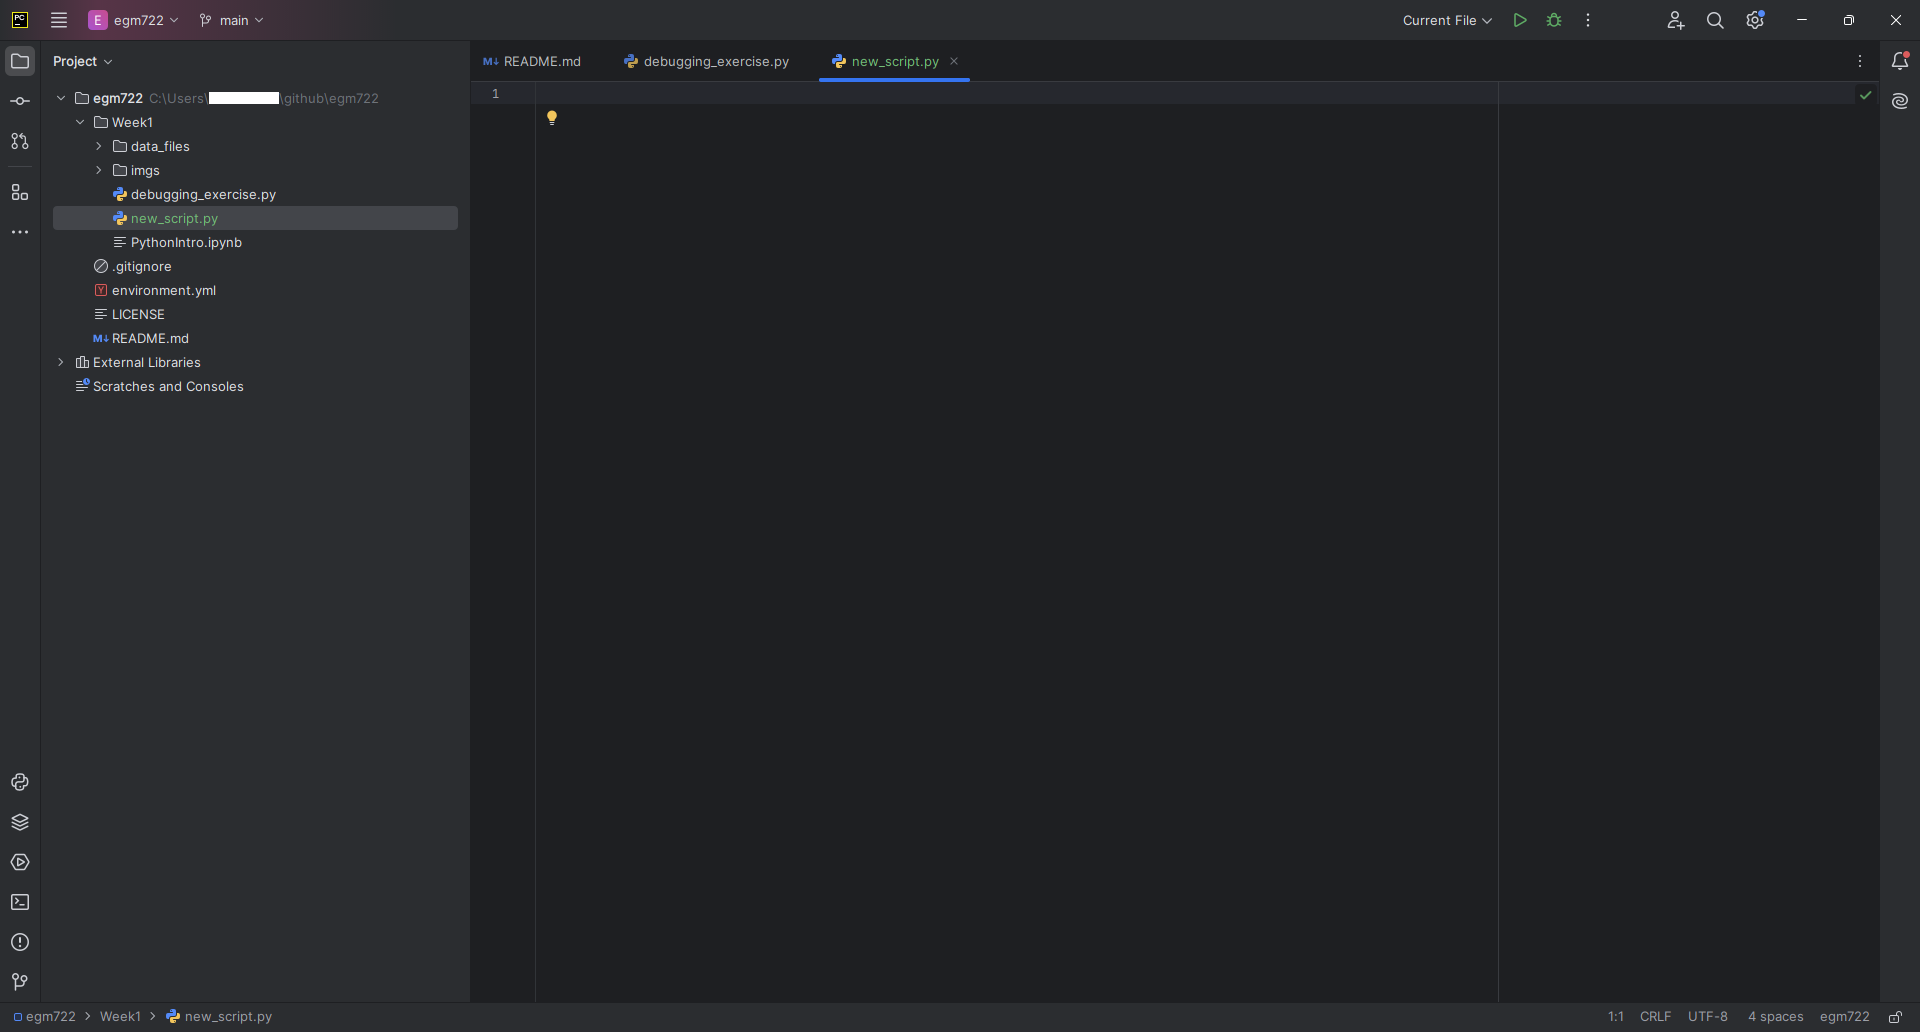 PC
E egm722 main Current File
Project
README.md debugging_exercise.py new_script.py
egm722 C:\Users\ \github\egm722
1
Week1
data_files
imgs
debugging_exercise.py
new_script.py
PythonIntro.ipynb
.gitignore
Y environment.yml
LICENSE
M↓ README.md
External Libraries
Scratches and Consoles
egm722 > Week1 > new_script.py 1:1 CRLF UTF-8 4 spaces egm722